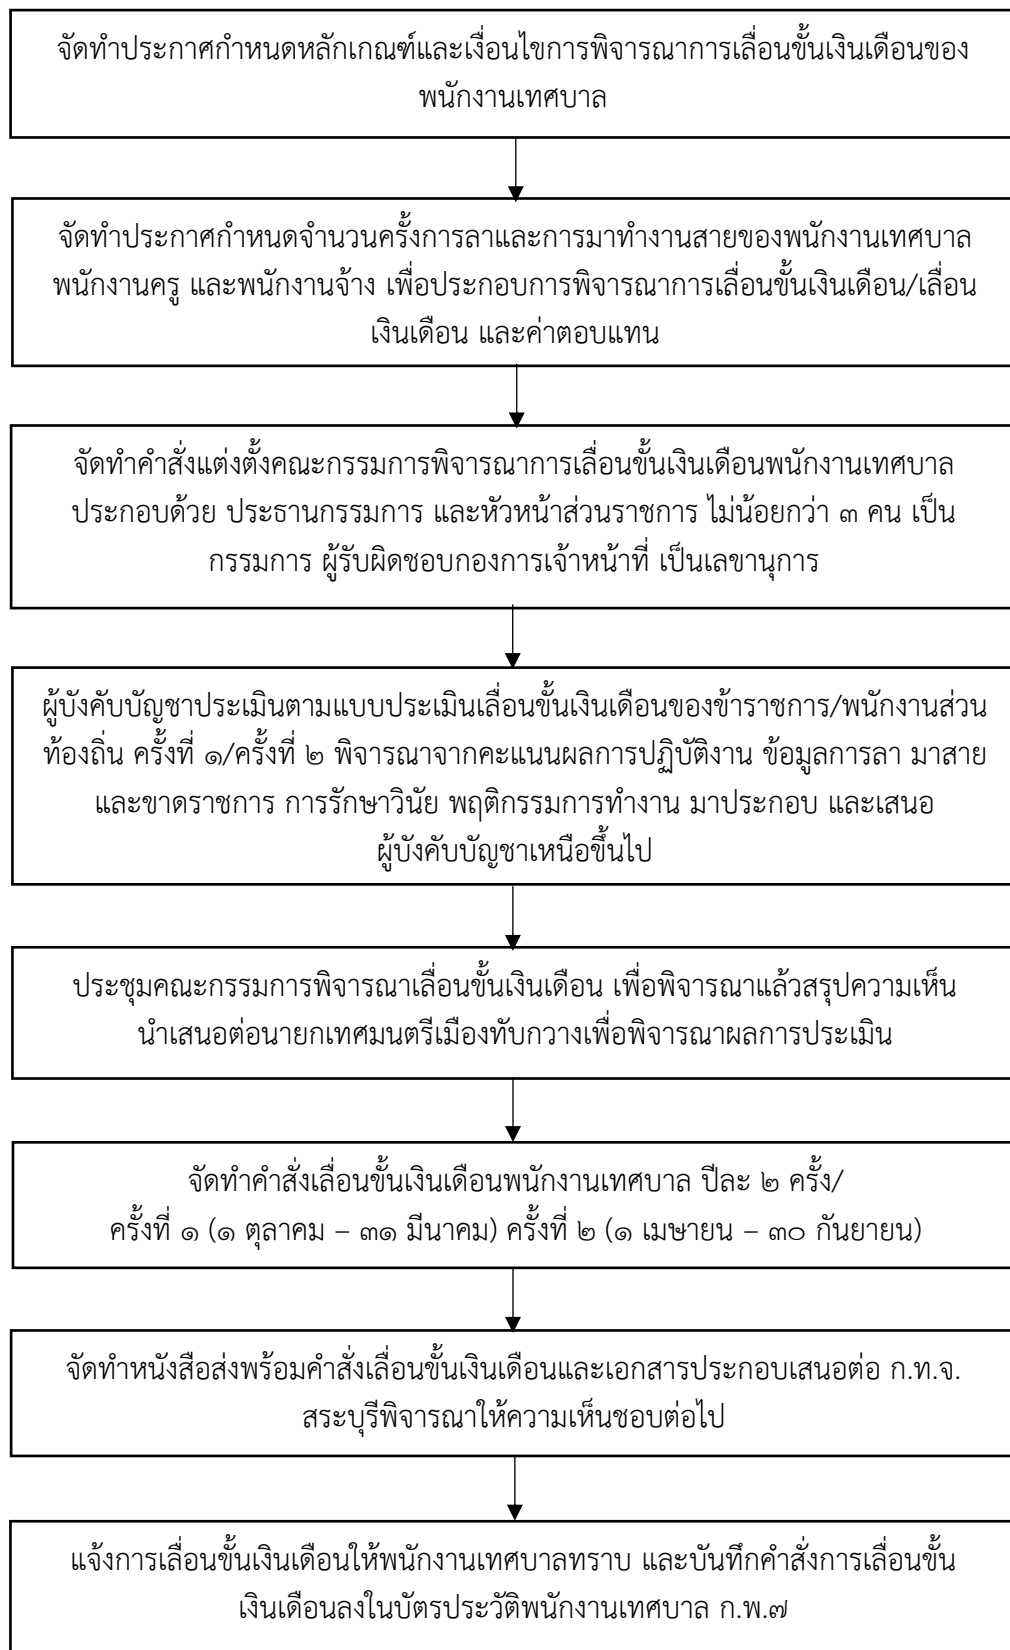 จัดทำประกาศกำหนดหลักเกณฑ์และเงื่อนไขการพิจารณาการเลื่อนขั้นเงินเดือนของ
พนักงานเทศบาล
จัดทำประกาศกำหนดจำนวนครั้งการลาและการมาทำงานสายของพนักงานเทศบาล
พนักงานครู และพนักงานจ้าง เพื่อประกอบการพิจารณาการเลื่อนขั้นเงินเดือน/เลื่อน
เงินเดือน และค่าตอบแทน
จัดทำคำสั่งแต่งตั้งคณะกรรมการพิจารณาการเลื่อนขั้นเงินเดือนพนักงานเทศบาล
ประกอบด้วย ประธานกรรมการ และหัวหน้าส่วนราชการ ไม่น้อยกว่า ๓ คน เป็น
กรรมการ ผู้รับผิดชอบกองการเจ้าหน้าที่ เป็นเลขานุการ
ผู้บังคับบัญชาประเมินตามแบบประเมินเลื่อนขั้นเงินเดือนของข้าราชการ/พนักงานส่วน
ท้องถิ่น ครั้งที่ ๑/ครั้งที่ ๒ พิจารณาจากคะแนนผลการปฏิบัติงาน ข้อมูลการลา มาสาย
และขาดราชการ การรักษาวินัย พฤติกรรมการทำงาน มาประกอบ และเสนอ
ผู้บังคับบัญชาเหนือขึ้นไป
ประชุมคณะกรรมการพิจารณาเลื่อนขั้นเงินเดือน เพื่อพิจารณาแล้วสรุปความเห็น
นำเสนอต่อนายกเทศมนตรีเมืองทับกวางเพื่อพิจารณาผลการประเมิน
จัดทำคำสั่งเลื่อนขั้นเงินเดือนพนักงานเทศบาล ปีละ ๒ ครั้ง/
ครั้งที่ ๑ (๑ ตุลาคม – ๓๑ มีนาคม) ครั้งที่ ๒ (๑ เมษายน – ๓๐ กันยายน)
จัดทำหนังสือส่งพร้อมคำสั่งเลื่อนขั้นเงินเดือนและเอกสารประกอบเสนอต่อ ก.ท.จ.
สระบุรีพิจารณาให้ความเห็นชอบต่อไป
แจ้งการเลื่อนขั้นเงินเดือนให้พนักงานเทศบาลทราบ และบันทึกคำสั่งการเลื่อนขั้น
เงินเดือนลงในบัตรประวัติพนักงานเทศบาล ก.พ.๗